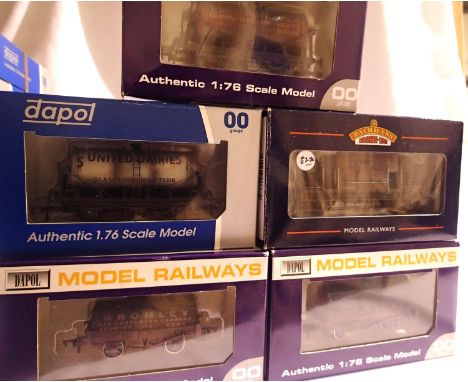 Authentic 1:76 Scale Model
00
dapol
00
gauge
UNITED DAIRIES
Authentic 1.76 Scale Model
BACHMANN
MODEL RAILWAYS
DAPOL MODEL RAILWAYS
BROMLEY
00
DAPOL MODEL RAILWAYS
Authentic 1:76 Scale Model
00